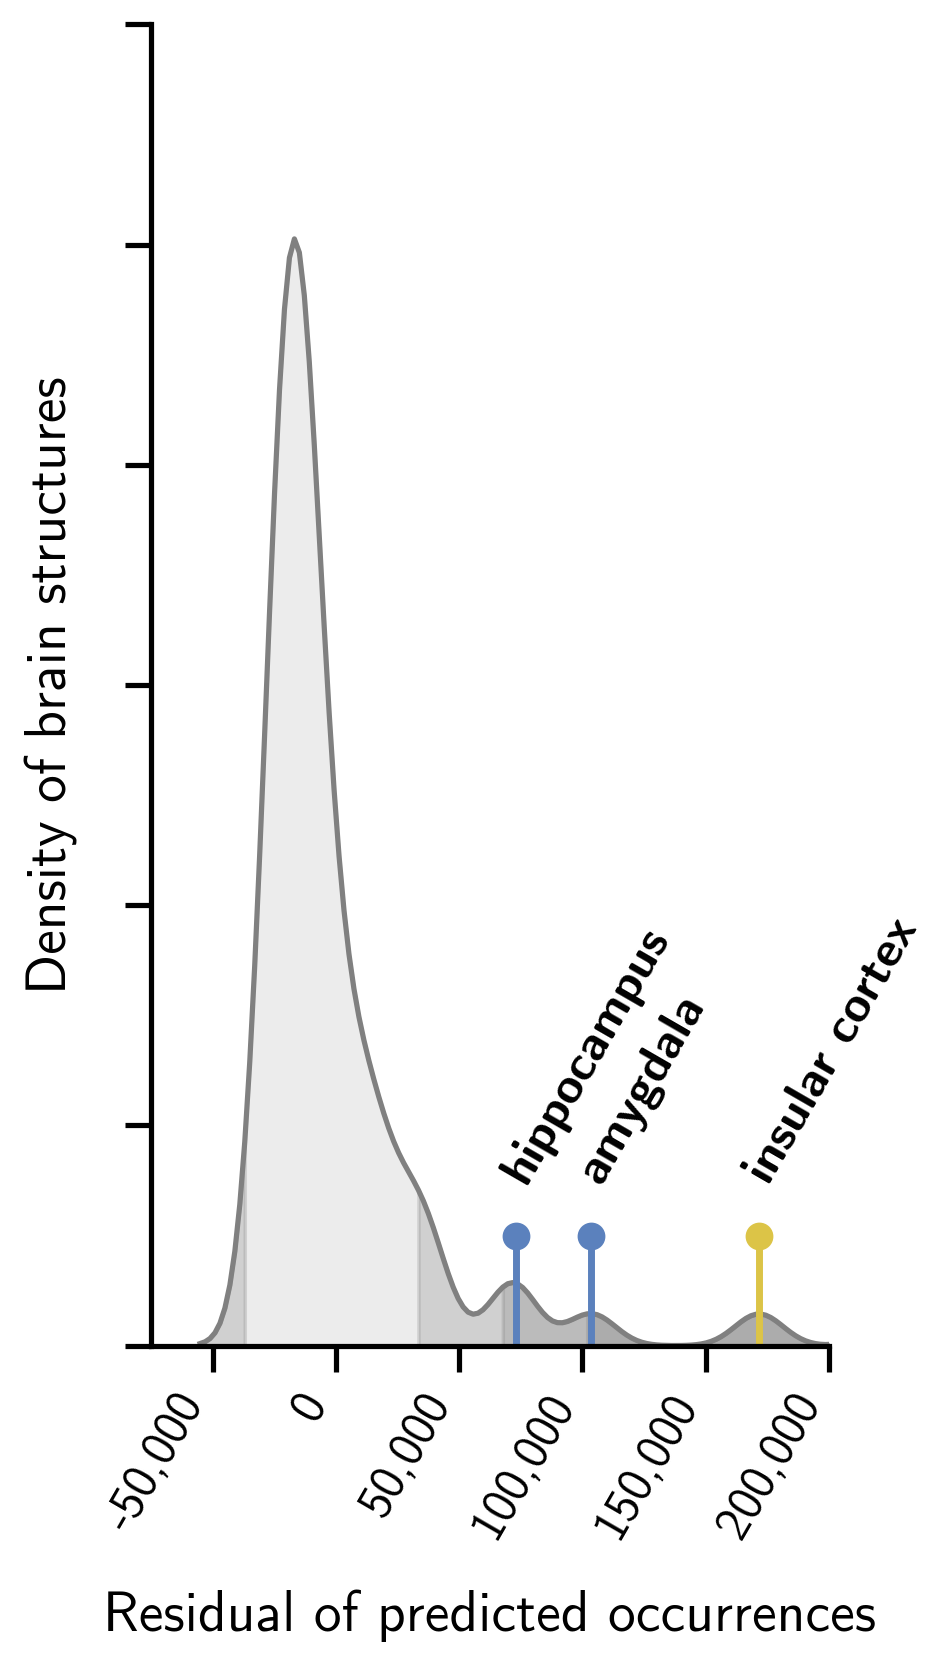 Density of brain structures
hippocampus
amygdala
insular cortex
-50,000
0
50,000
100,000
150,000
200,000
Residual of predicted occurrences